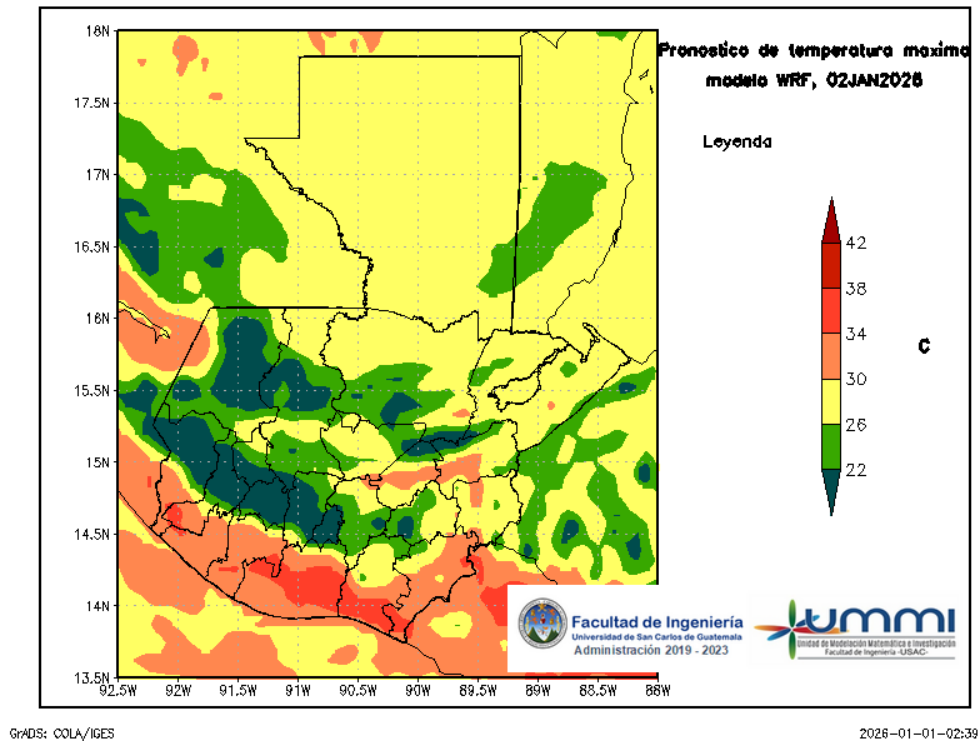 Pronostico de temperatura maxima
modelo WRF, 02JAN2026
Leyenda
42
38
34
30
26
22
C
18N
17.5N
17N
16.5N
16N
15.5N
15N
14.5N
14N
13.5N
92.5W 92W 91.5W 91W 90.5W 90W 89.5W 89W 88.5W 88W
Facultad de Ingeniería
Universidad de San Carlos de Guatemala
Administración 2019 - 2023
ummi
Unidad de Modelación Matemática e Investigación
Facultad de Ingeniería -USAC-
GrADS: COLA/IGES
2026-01-01-02:39